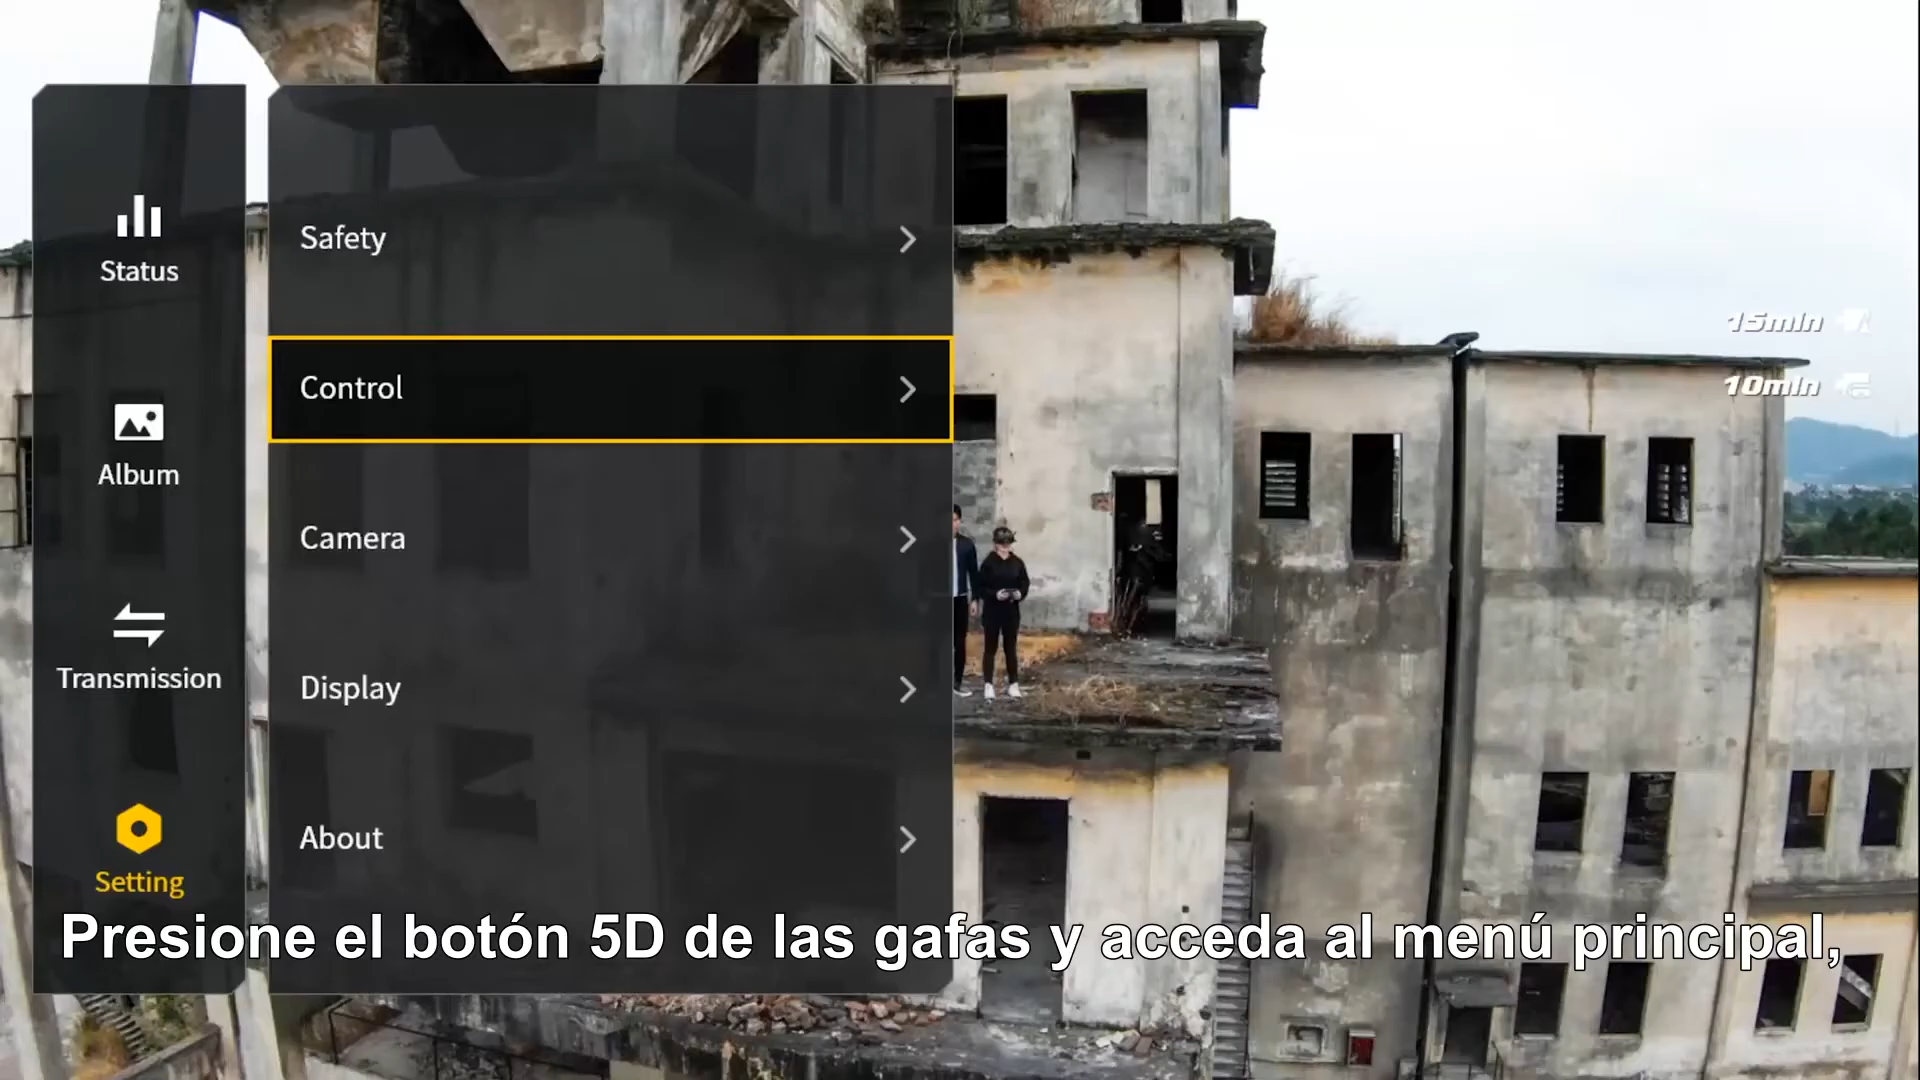 Status
Album
Transmission
Setting
Safety
Control
Camera
Display
About
15min
10min
Presione el botón 5D de las gafas y acceda al menú principal,